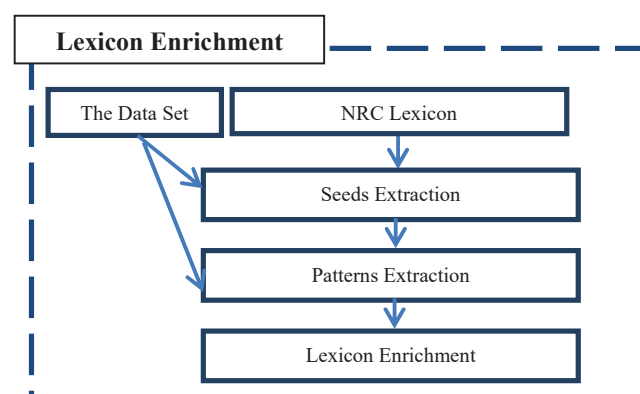 Lexicon Enrichment
The Data Set
NRC Lexicon
Seeds Extraction
Patterns Extraction
Lexicon Enrichment